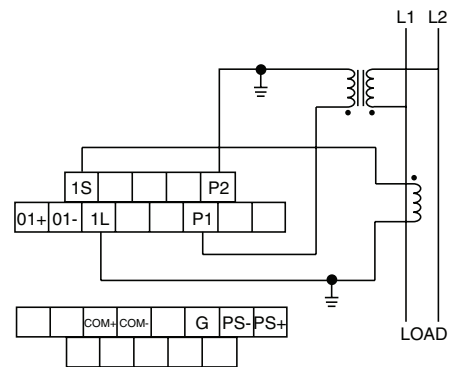 L1 L2
1S P2
01+ 01- 1L P1
COM+ COM- G PS- PS+
LOAD